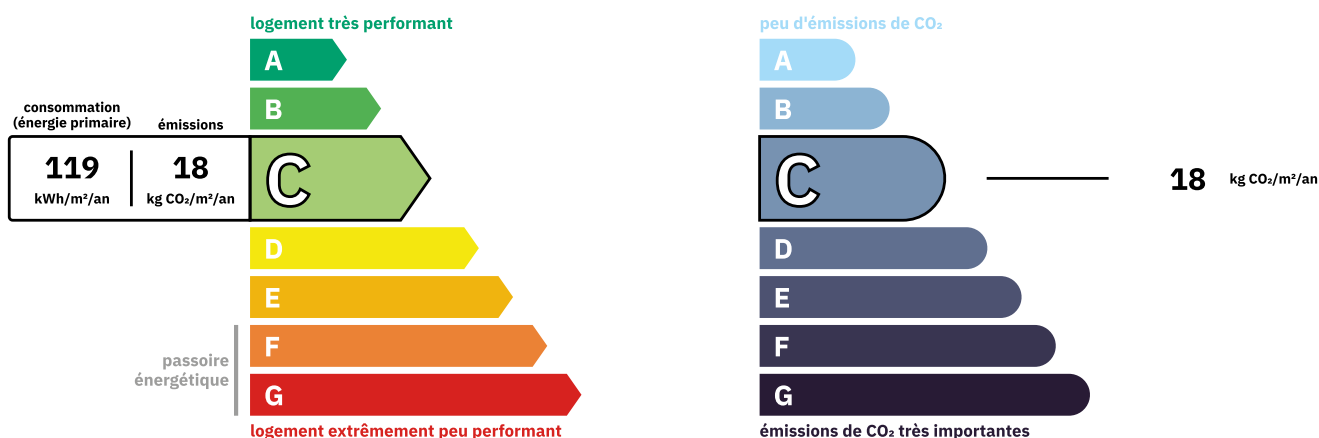 logement très performant
A
B
consommation
(énergie primaire)
émissions
119
kWh/m²/an
18
kg CO₂/m²/an
C
D
E
F
G
passoire
énergétique
logement extrêmement peu performant
peu d'émissions de CO₂
A
B
C
18 kg CO₂/m²/an
D
E
F
G
émissions de CO₂ très importantes